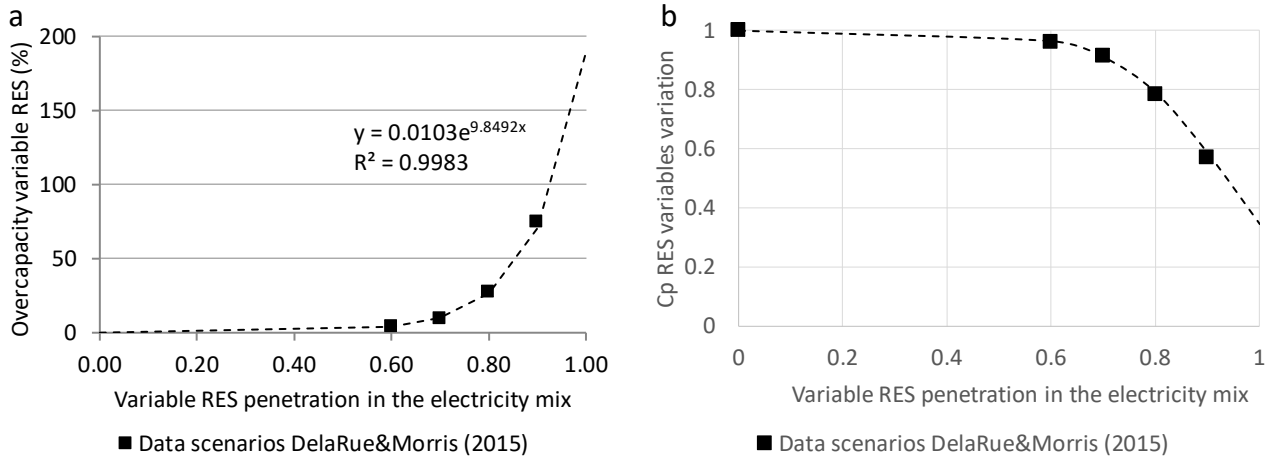 a
Overcapacity variable RES (%)
200
150
100
50
0
y = 0.0103e^9.8492x
R² = 0.9983
0.00 0.20 0.40 0.60 0.80 1.00
Variable RES penetration in the electricity mix
Data scenarios DelaRue&Morris (2015)
b
Cp RES variables variation
1
0.8
0.6
0.4
0.2
0
0 0.2 0.4 0.6 0.8 1
Variable RES penetration in the electricity mix
Data scenarios DelaRue&Morris (2015)